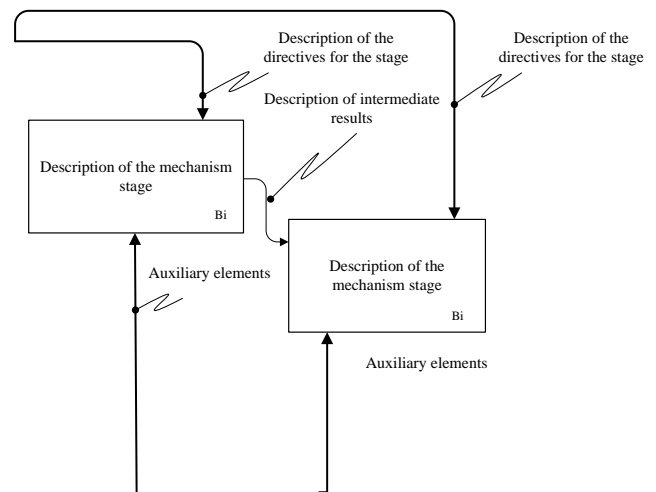 Description of the
directives for the stage
Description of the
directives for the stage
Description of intermediate
results
Description of the mechanism
stage
Bi
Description of the
mechanism stage
Bi
Auxiliary elements
Auxiliary elements